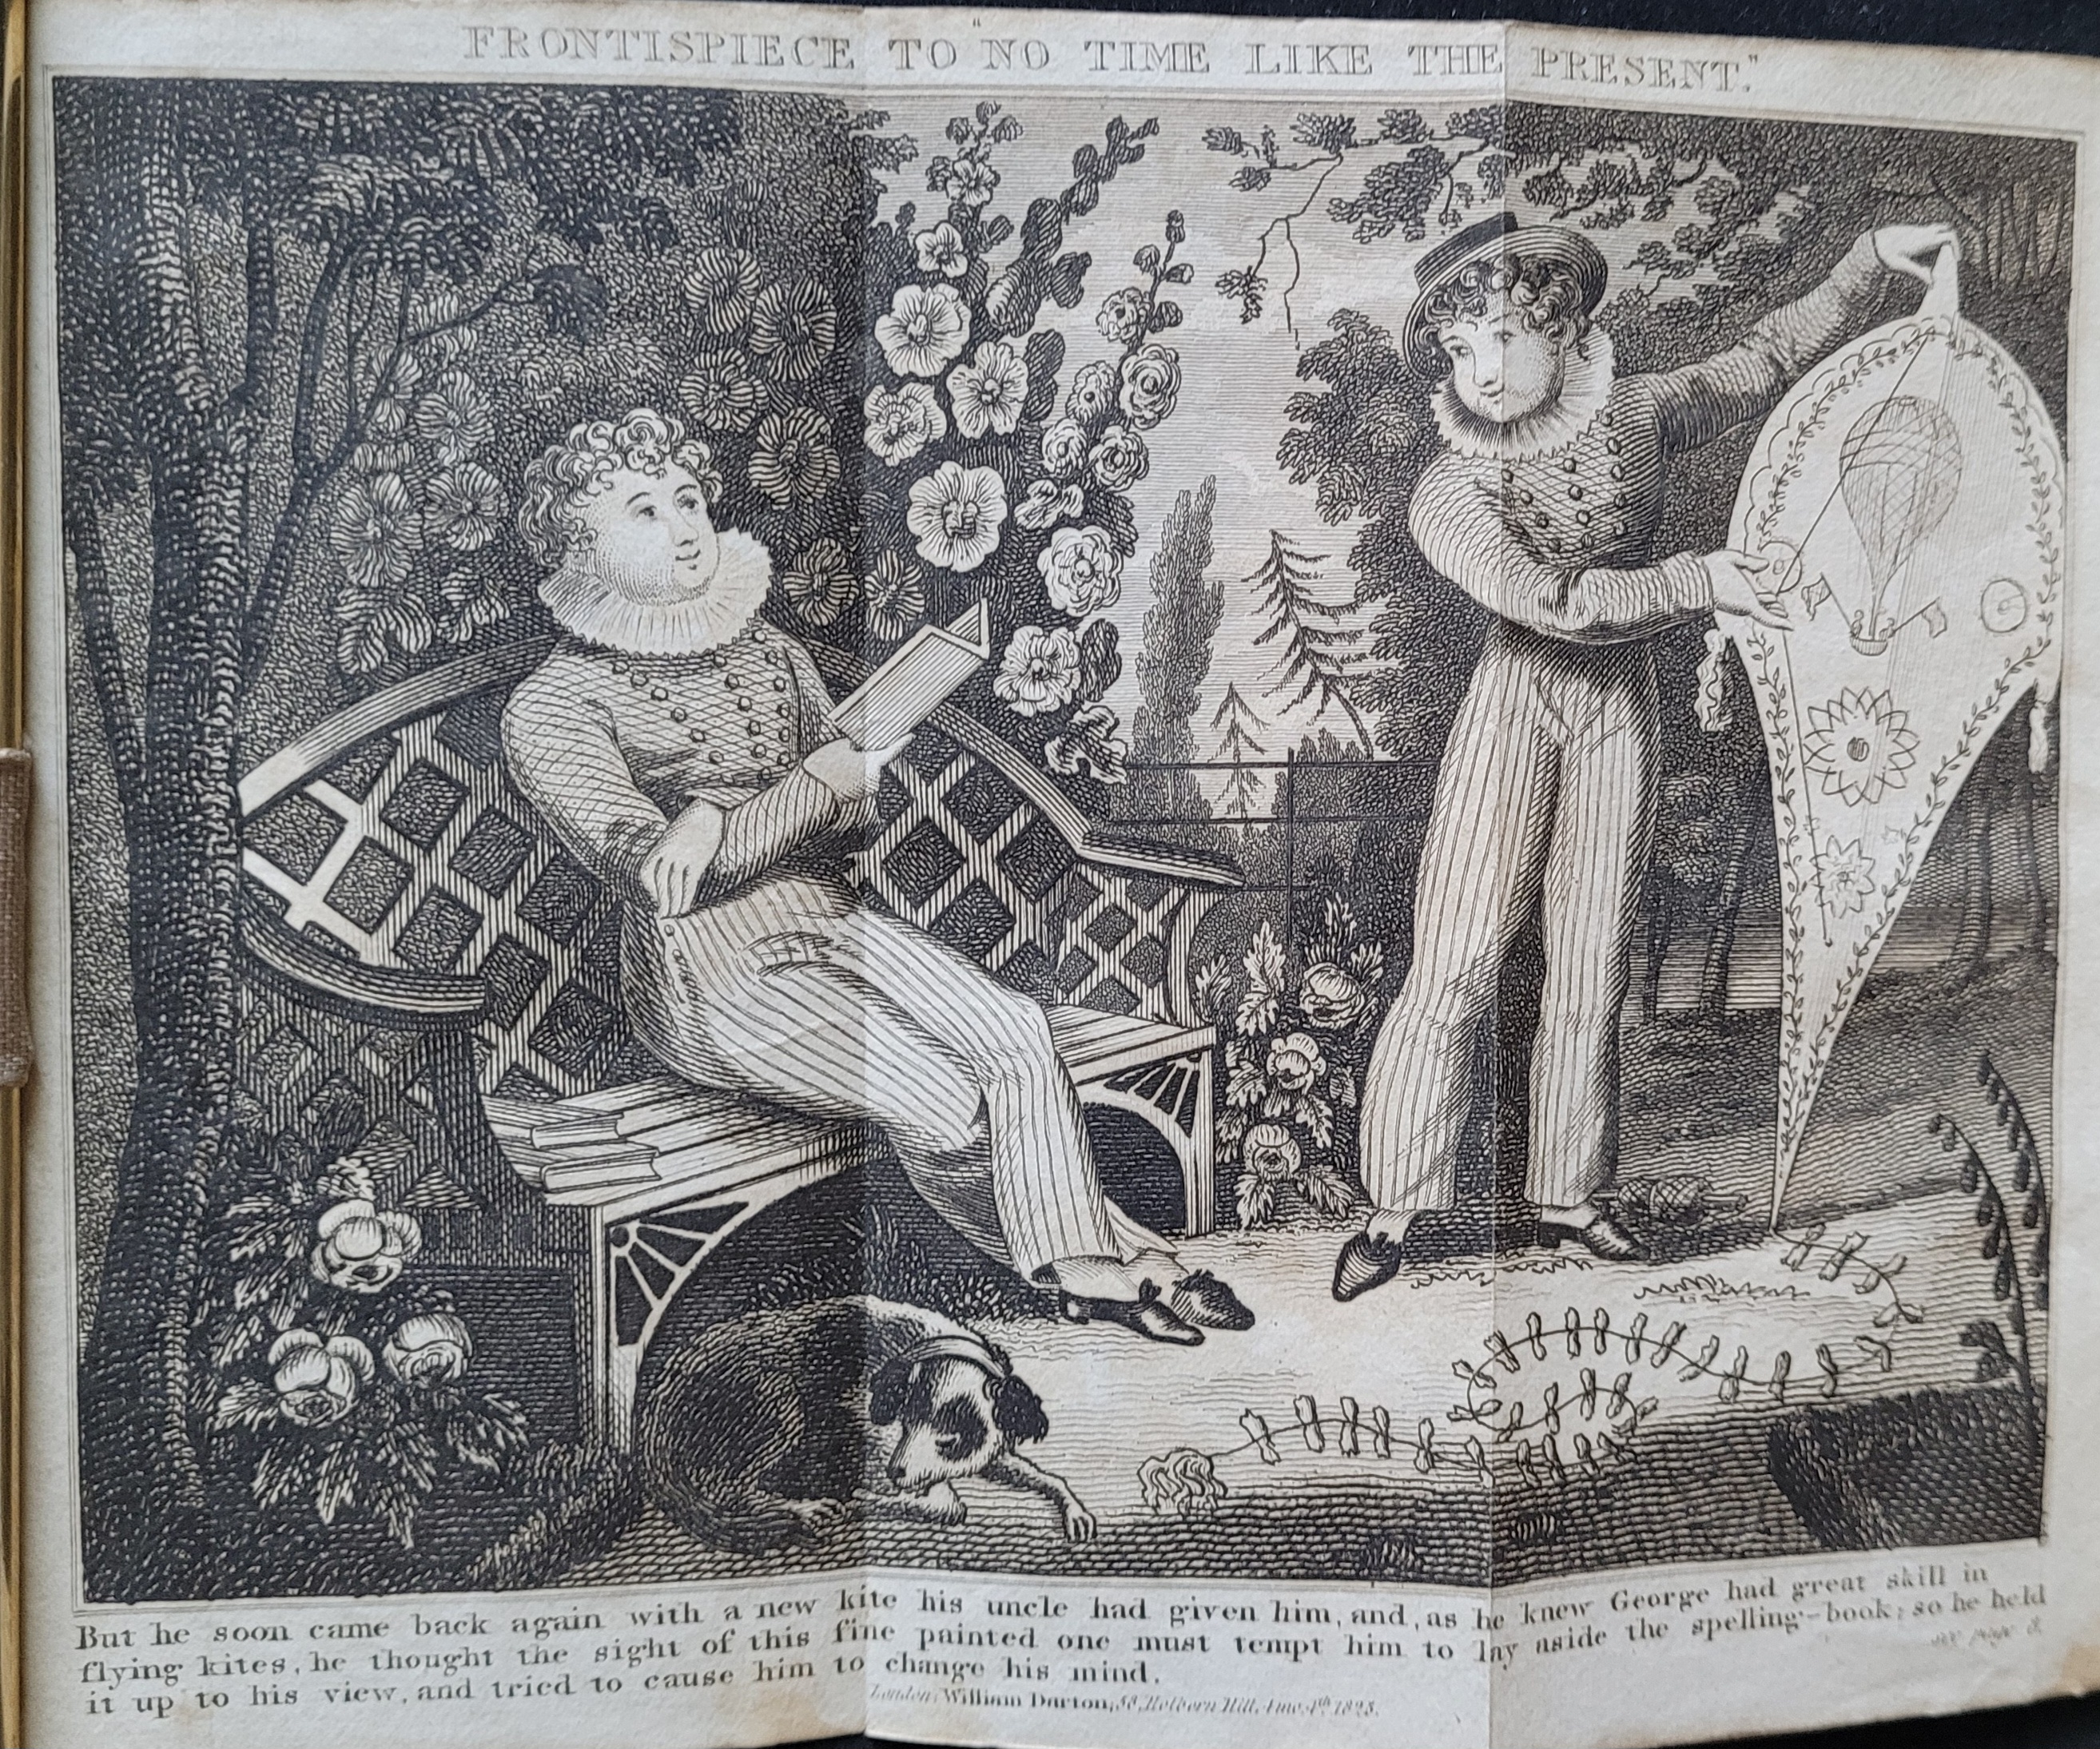 FRONTISPIECE TO "NO TIME LIKE THE PRESENT."
But he soon came back again with a new kite his uncle had given him, and, as he knew George had great skill in
flying kites, he thought the sight of this fine painted one must tempt him to lay aside the spelling-book; so he held
it up to his view, and tried to cause him to change his mind.
see page
London: William Darton, 58, Holborn Hill,